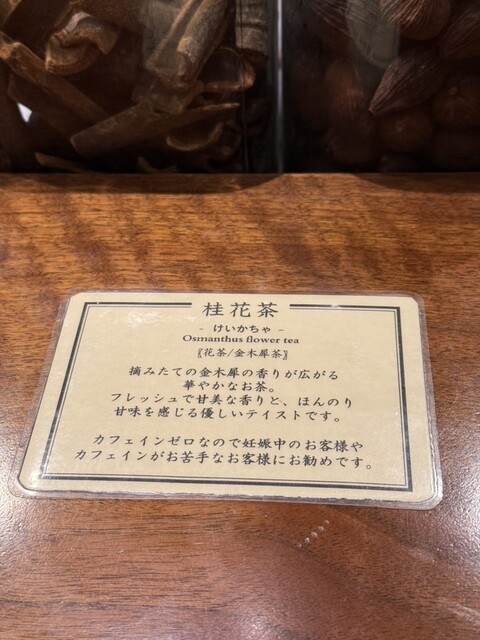 桂花茶
- けいかちゃ -
Osmanthus flower tea
〖花茶/金木犀茶〗
摘みたての金木犀の香りが広がる
華やかなお茶。
フレッシュで甘美な香りと、ほんのり
甘味を感じる優しいテイストです。
カフェインゼロなので妊娠中のお客様や
カフェインがお苦手なお客様にお勧めです。